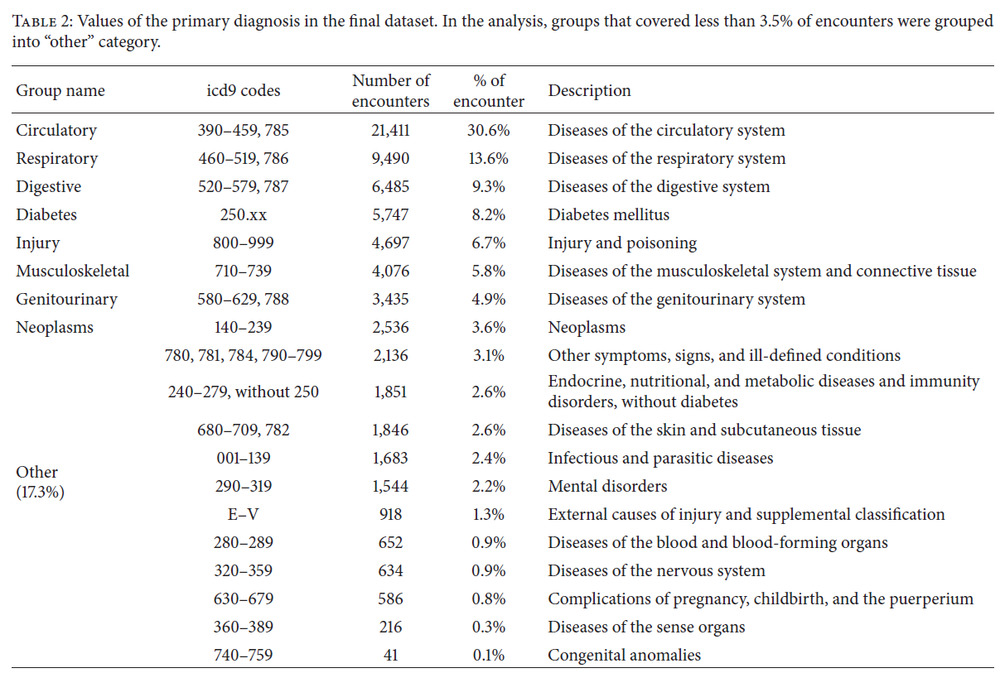 TABLE 2: Values of the primary diagnosis in the final dataset. In the analysis, groups that covered less than 3.5% of encounters were grouped
into “other” category.
Group name icd9 codes Number of encounters % of encounter Description
Circulatory 390–459, 785 21,411 30.6% Diseases of the circulatory system
Respiratory 460–519, 786 9,490 13.6% Diseases of the respiratory system
Digestive 520–579, 787 6,485 9.3% Diseases of the digestive system
Diabetes 250.xx 5,747 8.2% Diabetes mellitus
Injury 800–999 4,697 6.7% Injury and poisoning
Musculoskeletal 710–739 4,076 5.8% Diseases of the musculoskeletal system and connective tissue
Genitourinary 580–629, 788 3,435 4.9% Diseases of the genitourinary system
Neoplasms 140–239 2,536 3.6% Neoplasms
780, 781, 784, 790–799 2,136 3.1% Other symptoms, signs, and ill-defined conditions
240–279, without 250 1,851 2.6% Endocrine, nutritional, and metabolic diseases and immunity
disorders, without diabetes
680–709, 782 1,846 2.6% Diseases of the skin and subcutaneous tissue
001–139 1,683 2.4% Infectious and parasitic diseases
Other
(17.3%)
290–319 1,544 2.2% Mental disorders
E–V 918 1.3% External causes of injury and supplemental classification
280–289 652 0.9% Diseases of the blood and blood-forming organs
320–359 634 0.9% Diseases of the nervous system
630–679 586 0.8% Complications of pregnancy, childbirth, and the puerperium
360–389 216 0.3% Diseases of the sense organs
740–759 41 0.1% Congenital anomalies